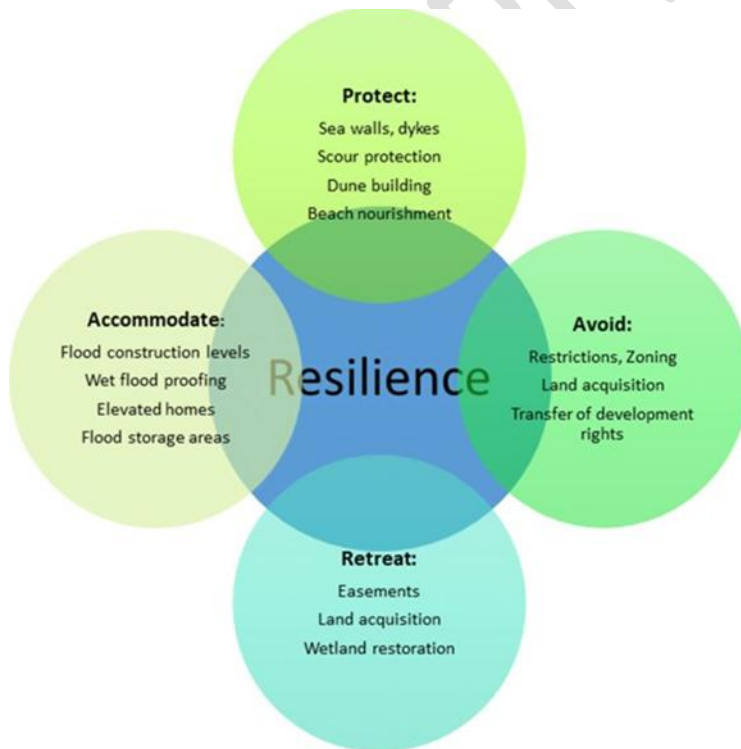 Protect:
Sea walls, dykes
Scour protection
Dune building
Beach nourishment
Accommodate:
Flood construction levels
Wet flood proofing
Elevated homes
Flood storage areas
Resilience
Avoid:
Restrictions, Zoning
Land acquisition
Transfer of development
rights
Retreat:
Easements
Land acquisition
Wetland restoration